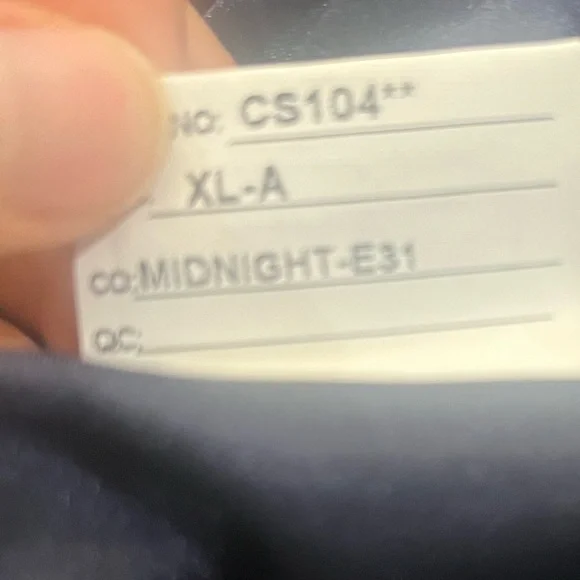 NO: CS104**
XL-A
CO:MIDNIGHT-E31
QC: